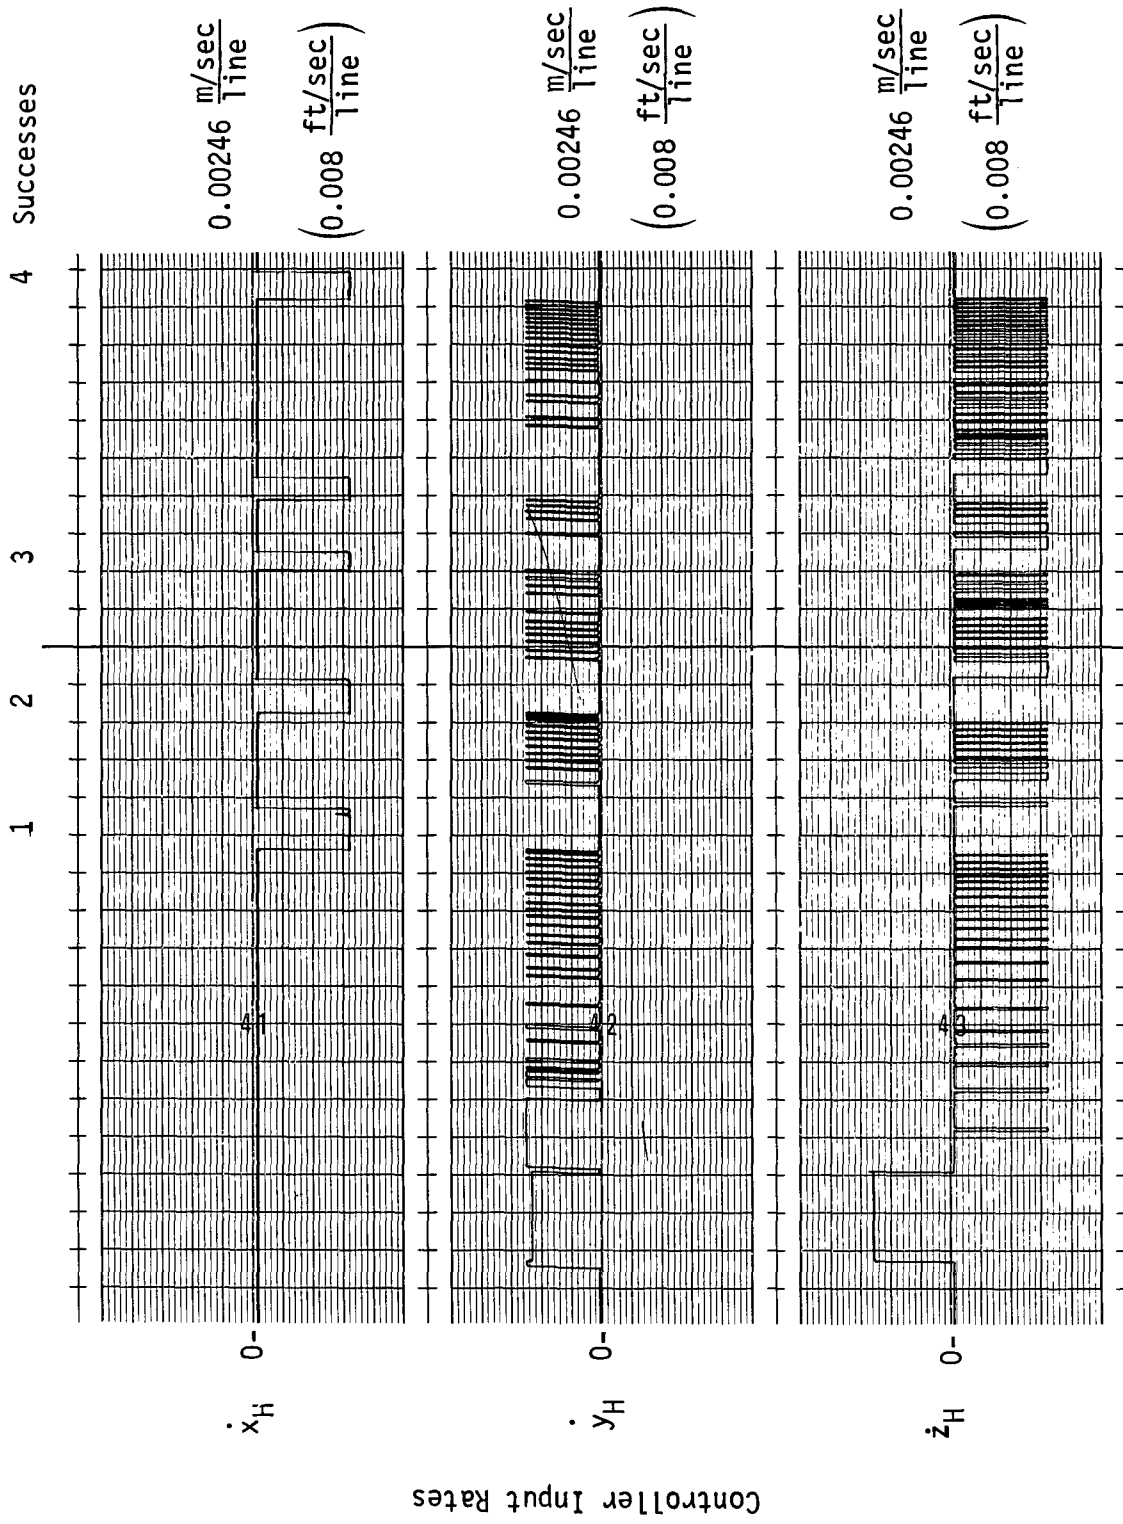 1 2 3 4 Successes
ẋH
0-
41
0.00246 m/sec/line
(0.008 ft/sec/line)
ẏH
0-
42
0.00246 m/sec/line
(0.008 ft/sec/line)
żH
0-
43
0.00246 m/sec/line
(0.008 ft/sec/line)
Controller Input Rates